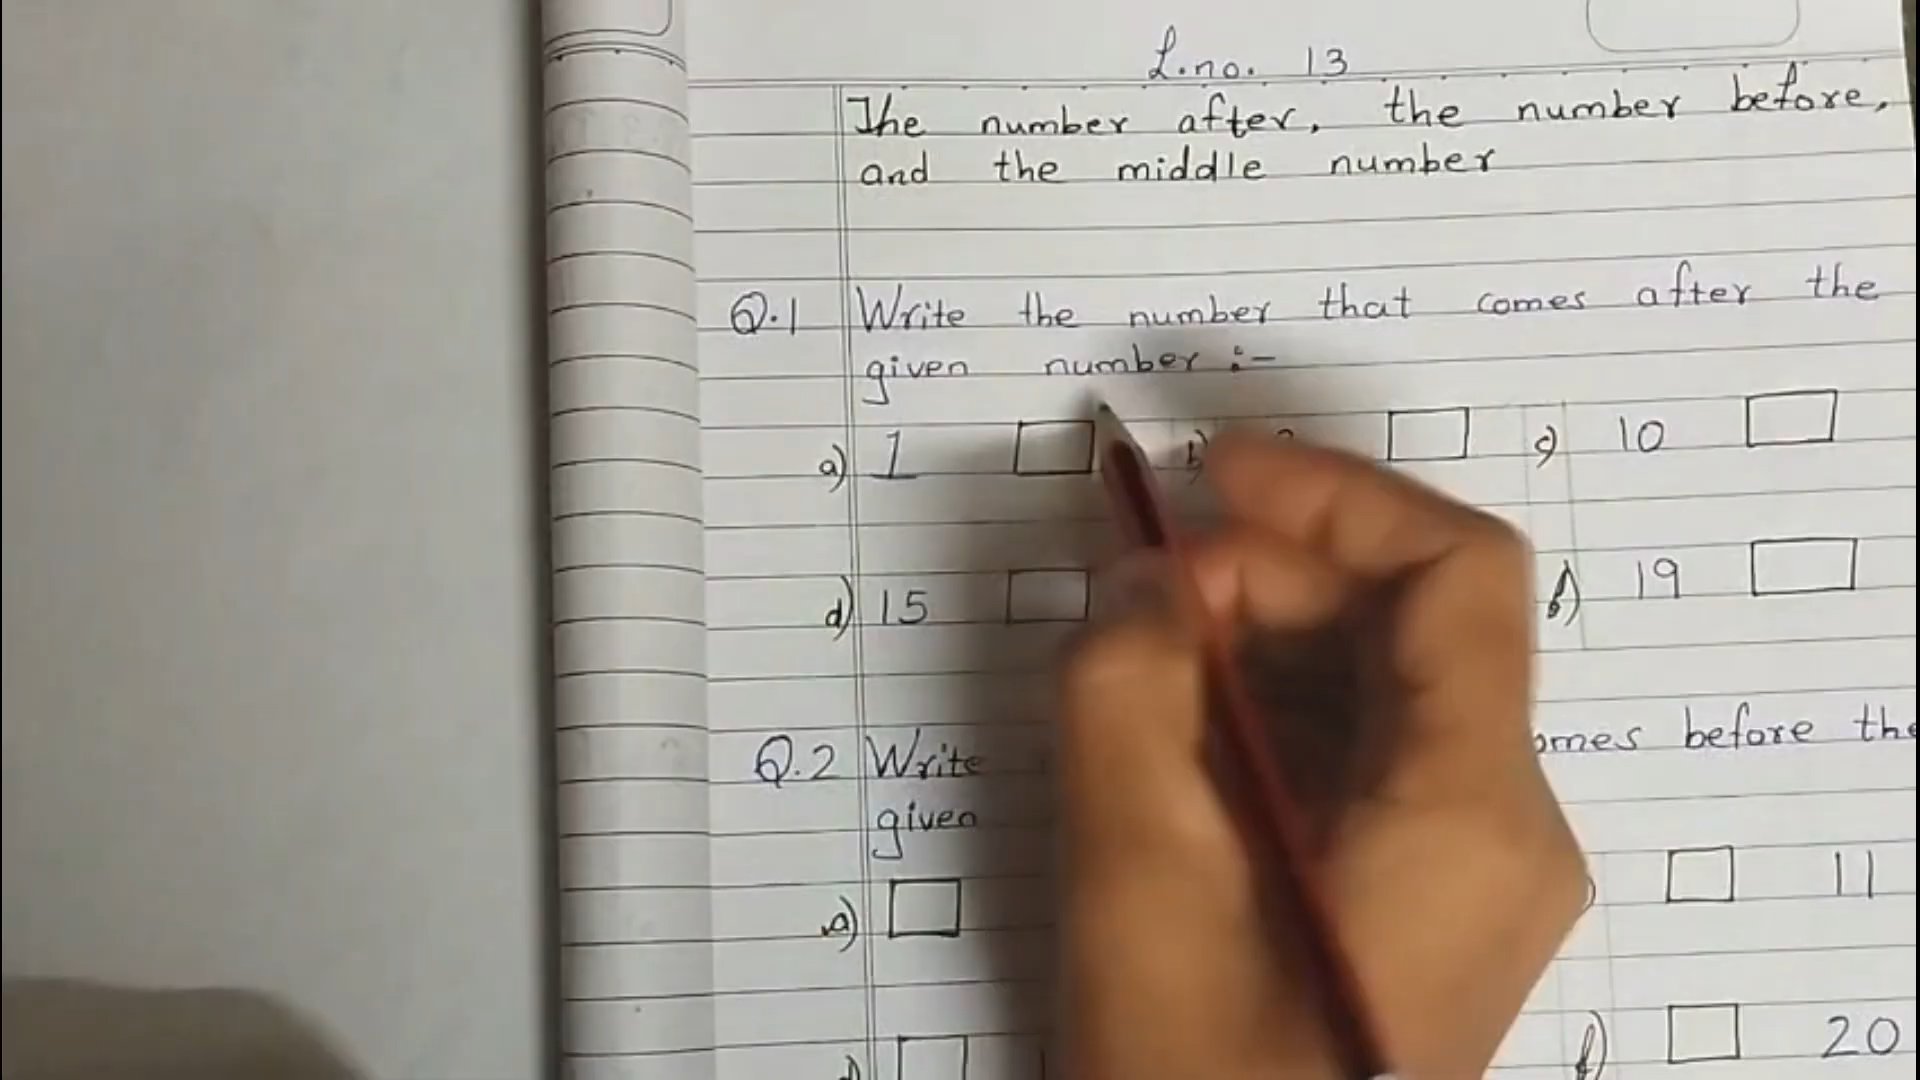 L.no. 13
The number after, the number before,
and the middle number
Q.1 Write the number that comes after the
given number :-
a) 1 b) c) 10
d) 15 f) 19
Q.2 Write before the
given
a) 11
d) f) 20